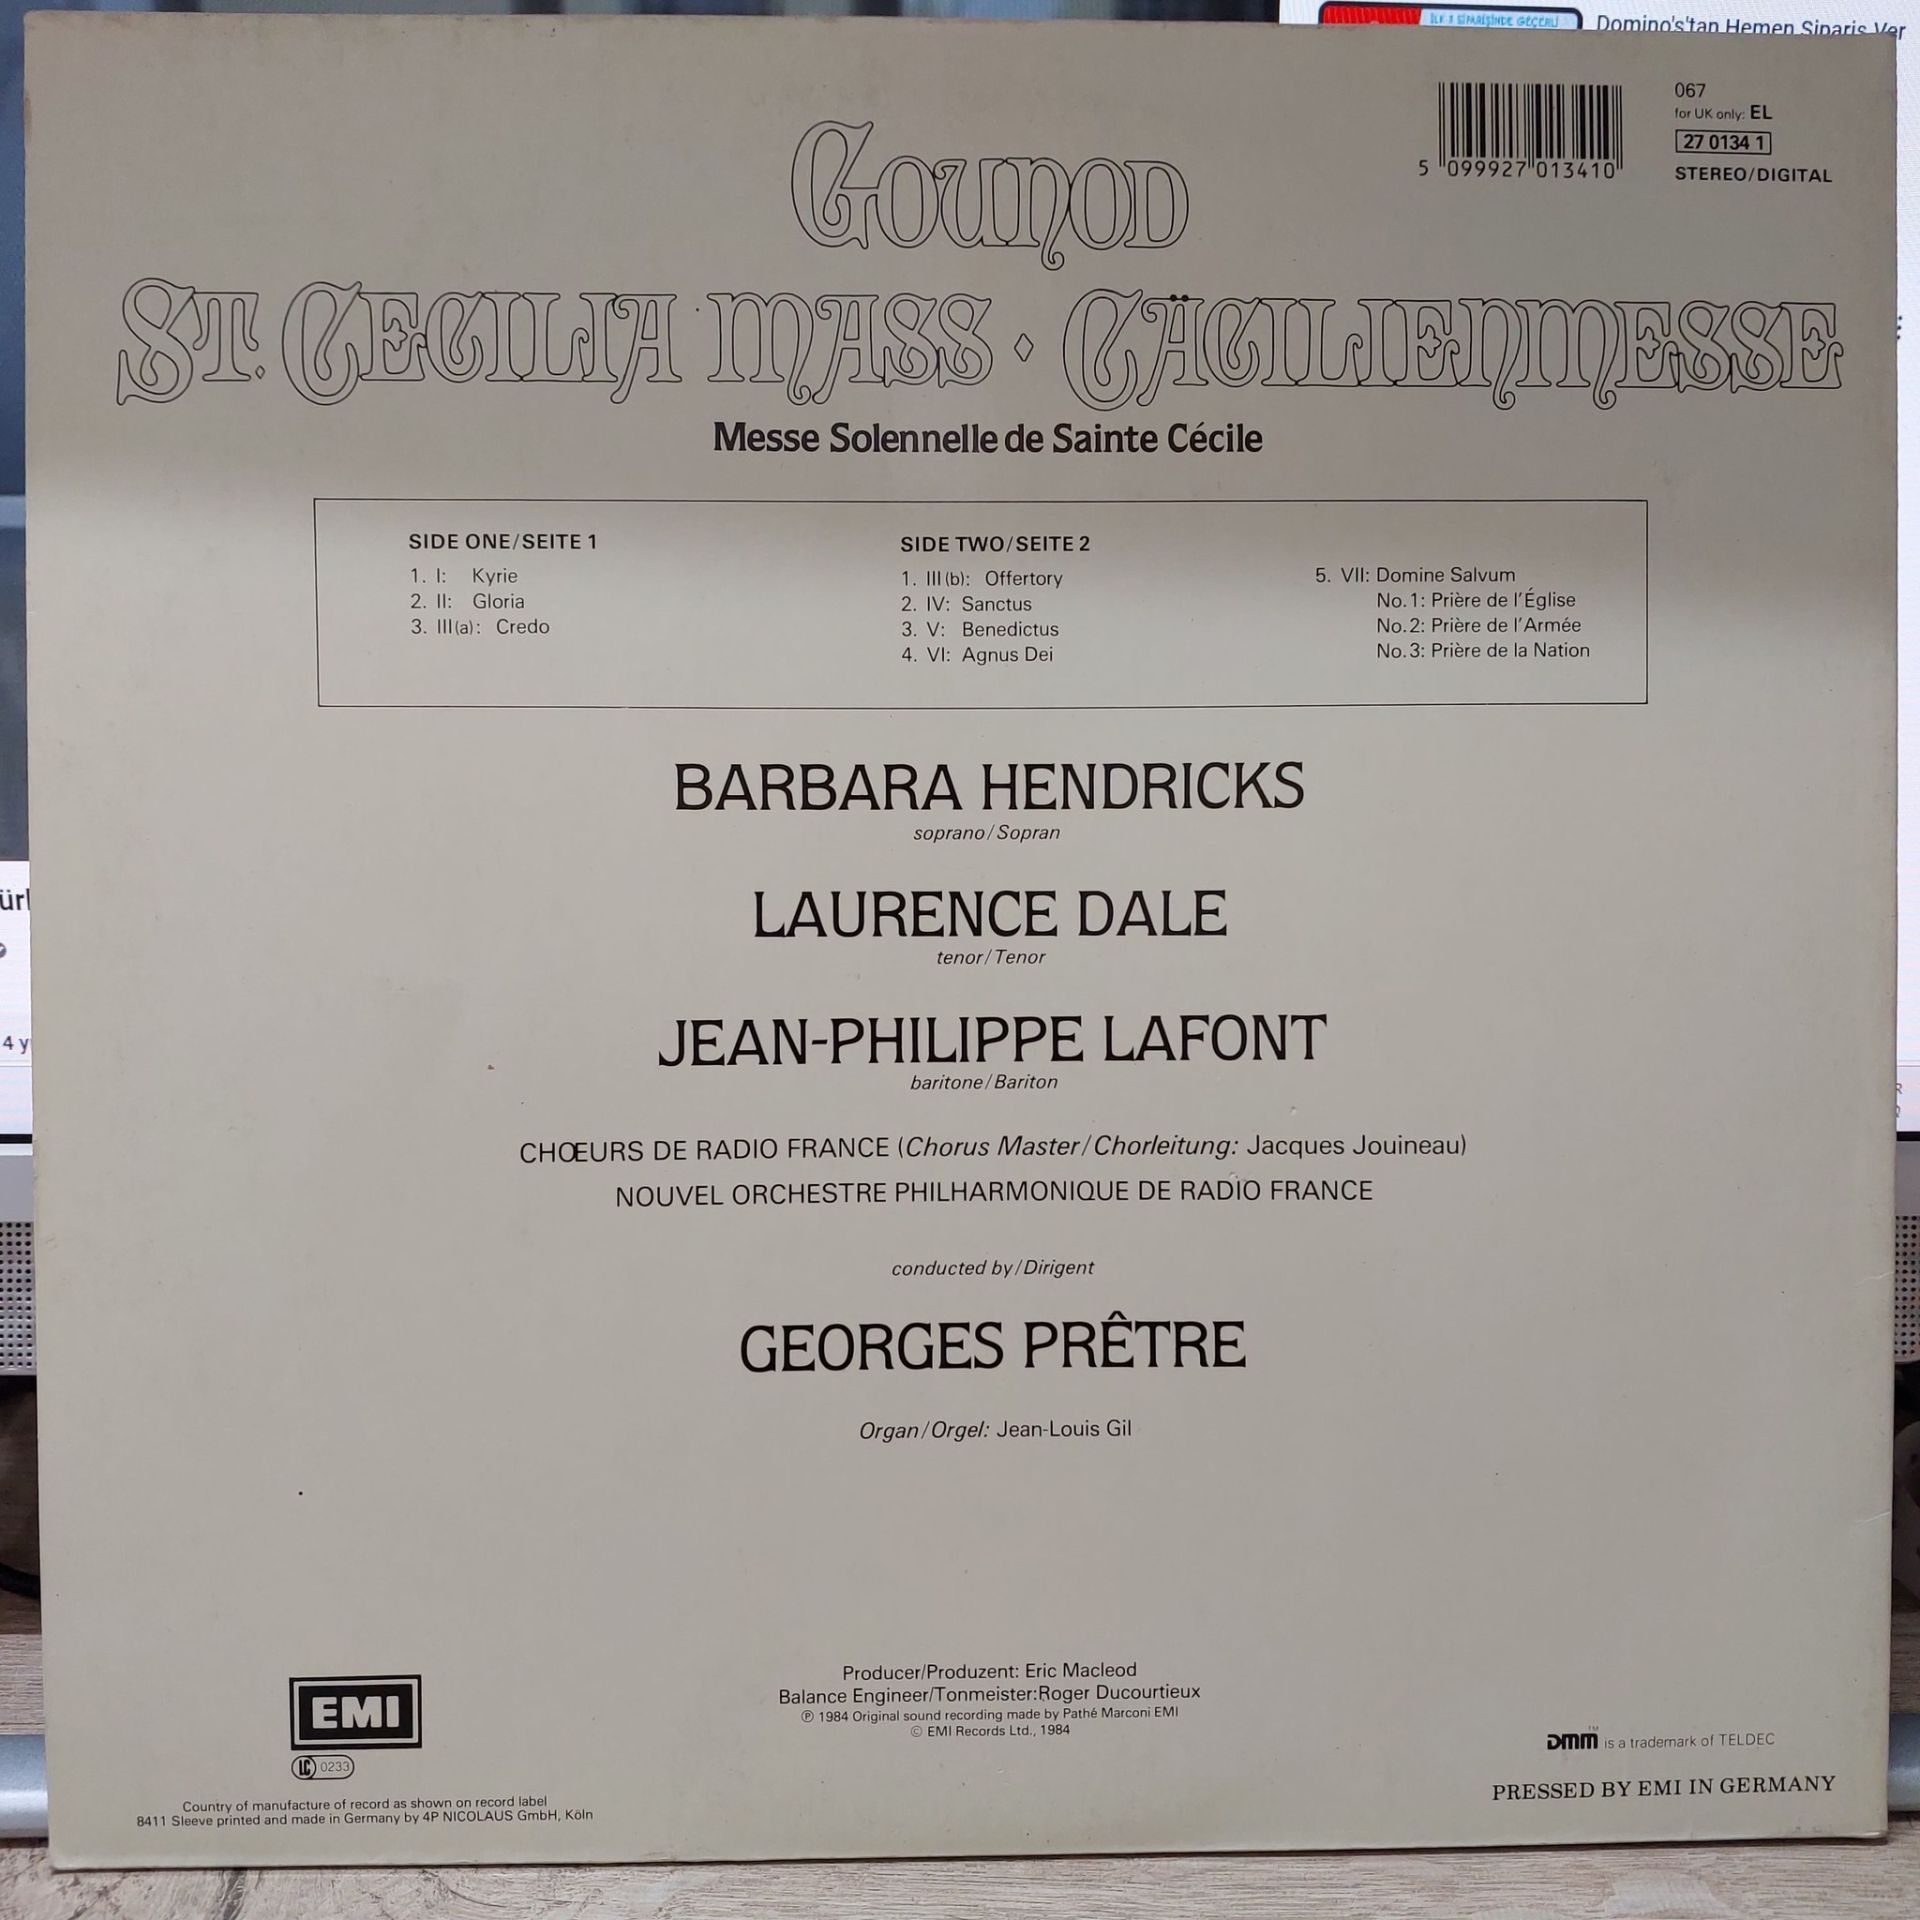 İLK 3 SİPARİŞİNDE GEÇERLİ
Domino's'tan Hemen Sipariş Ver
5 099927 013410
067
for UK only: EL
27 0134 1
STEREO/DIGITAL
GOUNOD
ST. CECILIA MASS · CÄCILIENMESSE
Messe Solennelle de Sainte Cécile
SIDE ONE/SEITE 1
1. I: Kyrie
2. II: Gloria
3. III(a): Credo
SIDE TWO/SEITE 2
1. III(b): Offertory
2. IV: Sanctus
3. V: Benedictus
4. VI: Agnus Dei
5. VII: Domine Salvum
No.1: Prière de l'Église
No.2: Prière de l'Armée
No.3: Prière de la Nation
BARBARA HENDRICKS
soprano/Sopran
LAURENCE DALE
tenor/Tenor
JEAN-PHILIPPE LAFONT
baritone/Bariton
CHŒURS DE RADIO FRANCE (Chorus Master/Chorleitung: Jacques Jouineau)
NOUVEL ORCHESTRE PHILHARMONIQUE DE RADIO FRANCE
conducted by/Dirigent
GEORGES PRÊTRE
Organ/Orgel: Jean-Louis Gil
EMI
LC 0233
Country of manufacture of record as shown on record label
8411 Sleeve printed and made in Germany by 4P NICOLAUS GmbH, Köln
Producer/Produzent: Eric Macleod
Balance Engineer/Tonmeister:Roger Ducourtieux
℗ 1984 Original sound recording made by Pathé Marconi EMI
© EMI Records Ltd., 1984
DMM™ is a trademark of TELDEC
PRESSED BY EMI IN GERMANY